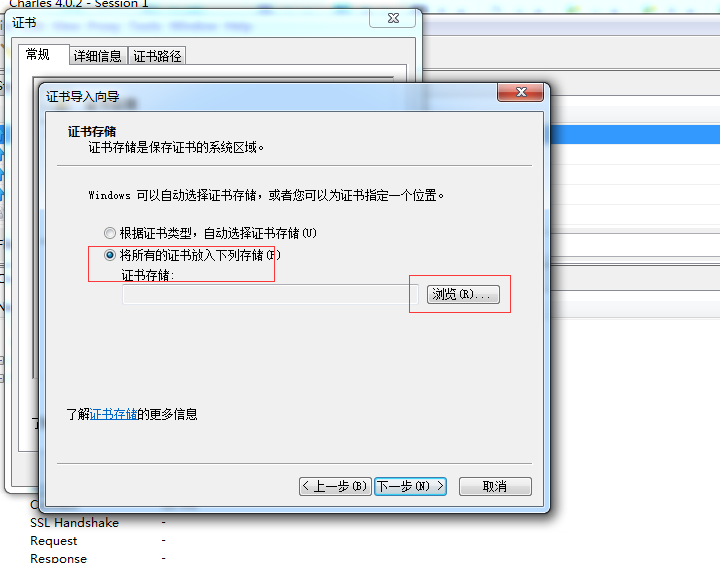 Charles 4.0.2 - Session 1
证书
View Proxy Tools Window Help
常规
详细信息
证书路径
证书导入向导
证书存储
证书存储是保存证书的系统区域。
Windows 可以自动选择证书存储，或者您可以为证书指定一个位置。
根据证书类型，自动选择证书存储(U)
将所有的证书放入下列存储(P)
证书存储:
浏览(R)...
了解证书存储的更多信息
< 上一步(B)
下一步(N) >
取消
SSL Handshake -
Request -
Response -